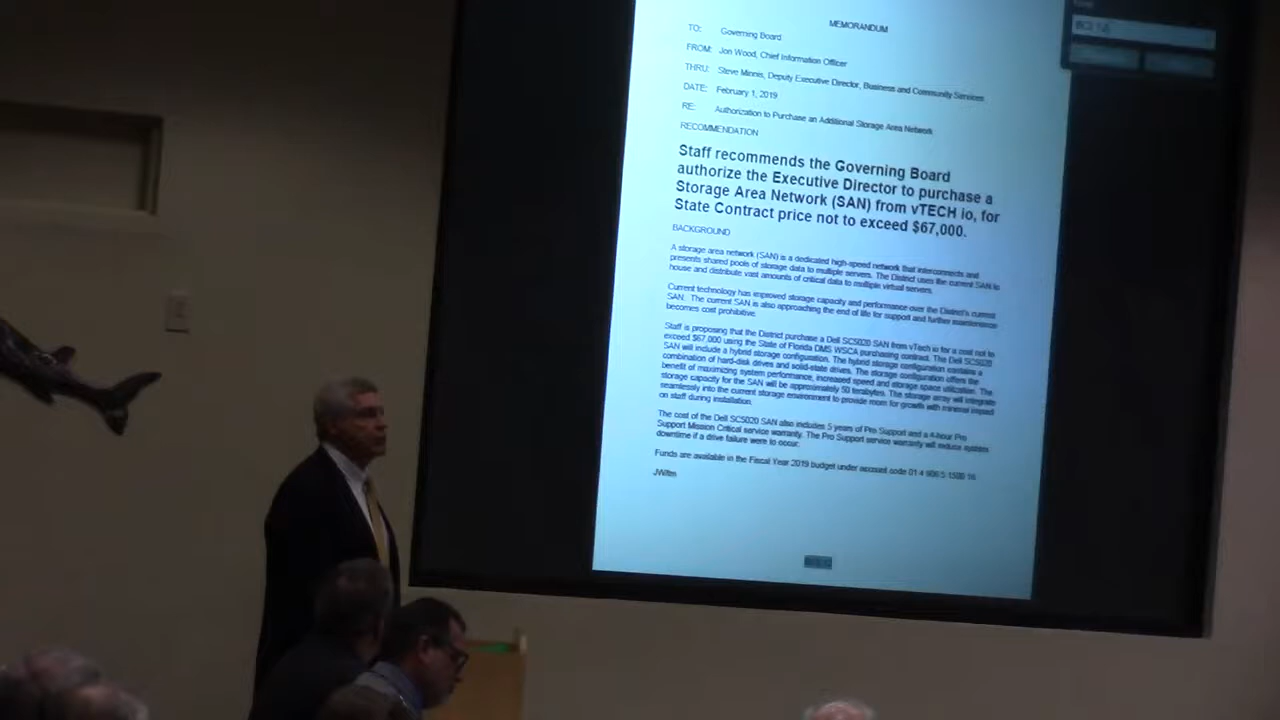 MEMORANDUM
TO: Governing Board
FROM: Jon Wood, Chief Information Officer
THRU: Steve Minnis, Deputy Executive Director, Business and Community Services
DATE: February 1, 2019
RE: Authorization to Purchase an Additional Storage Area Network
RECOMMENDATION
Staff recommends the Governing Board
authorize the Executive Director to purchase a
Storage Area Network (SAN) from vTECH io, for
State Contract price not to exceed $67,000.
BACKGROUND
A storage area network (SAN) is a dedicated high-speed network that interconnects and
presents shared pools of storage data to multiple servers. The District uses the current SAN to
house and distribute vast amounts of critical data to multiple virtual servers.
Current technology has improved storage capacity and performance over the District's current
SAN. The current SAN is also approaching the end of life for support and further maintenance
becomes cost prohibitive.
Staff is proposing that the District purchase a Dell SC5020 SAN from vTech io for a cost not to
exceed $67,000 using the State of Florida DMS WSCA purchasing contract. The Dell SC5020
SAN will include a hybrid storage configuration. The hybrid storage configuration contains a
combination of hard-disk drives and solid-state drives. The storage configuration offers the
benefit of maximizing system performance, increased speed and storage space utilization. The
storage capacity for the SAN will be approximately 50 terabytes. The storage array will integrate
seamlessly into the current storage environment to provide room for growth with minimal impact
on staff during installation.
The cost of the Dell SC5020 SAN also includes 5 years of Pro Support and a 4-hour Pro
Support Mission Critical service warranty. The Pro Support service warranty will reduce system
downtime if a drive failure were to occur.
Funds are available in the Fiscal Year 2019 budget under account code